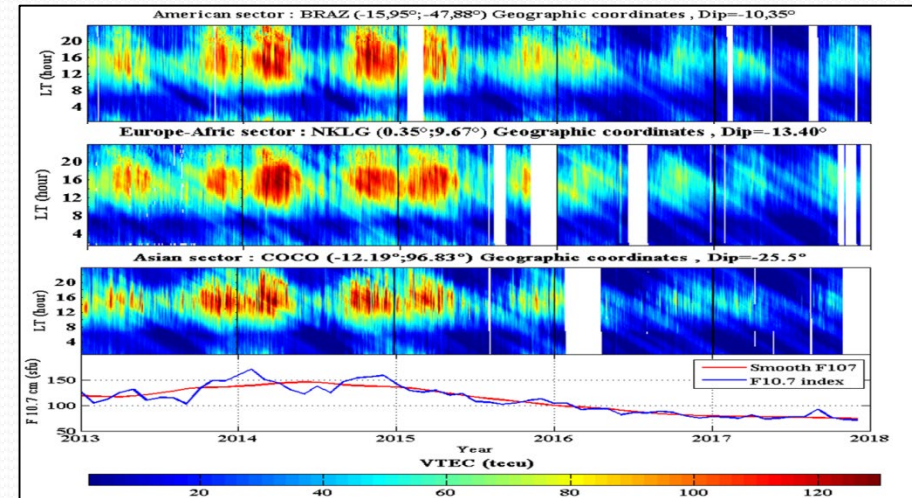 American sector : BRAZ (-15,95°;-47,88°) Geographic coordinates , Dip=-10,35°
24
20
16
12
8
4
LT (hour)
Europe-Afric sector : NKLG (0.35°;9.67°) Geographic coordinates , Dip=-13.40°
24
20
16
12
8
4
LT (hour)
Asian sector : COCO (-12.19°;96.83°) Geographic coordinates , Dip=-25.5°
24
20
16
12
8
4
LT (hour)
F10.7 cm (sfu)
150
100
50
Smooth F107
F10.7 index
2013 2014 2015 2016 2017 2018
Year
VTEC (tecu)
20 40 60 80 100 120